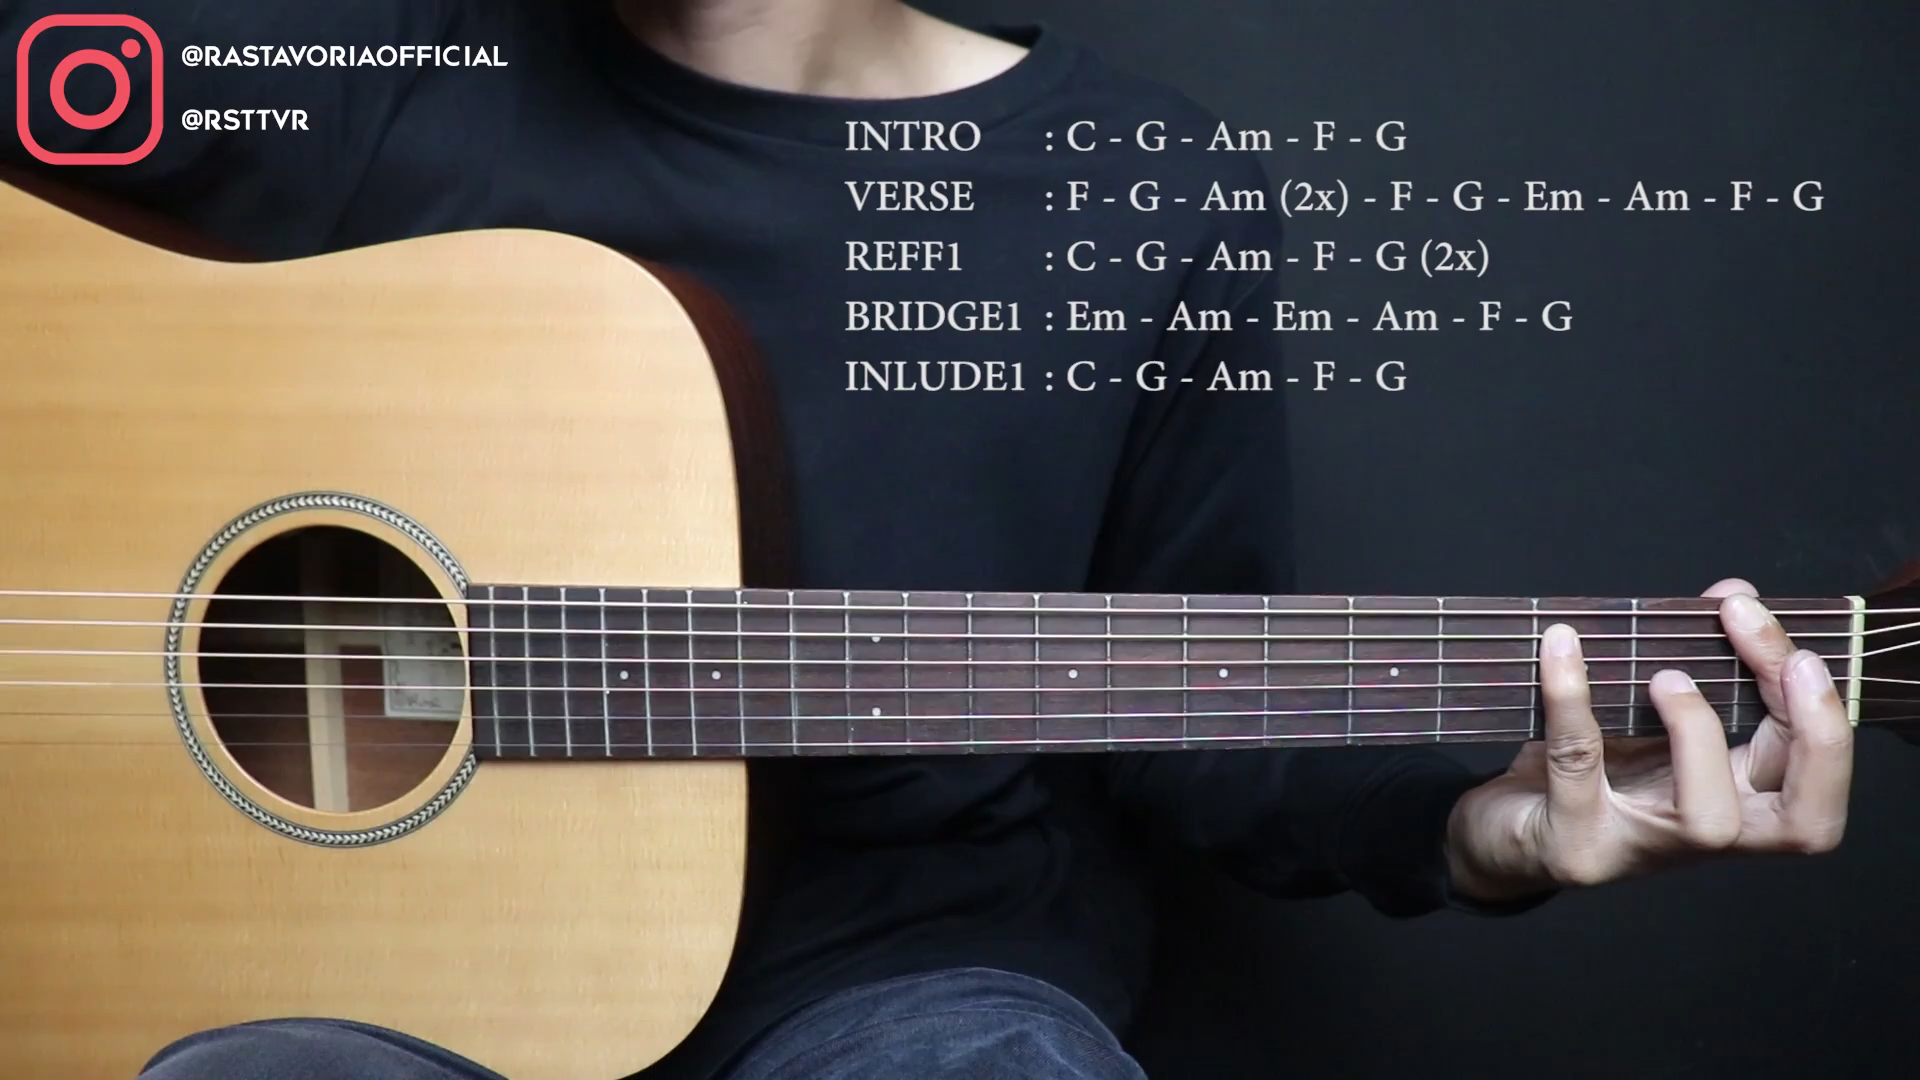 @RASTAVORIAOFFICIAL
@RSTTVR
INTRO : C - G - Am - F - G
VERSE : F - G - Am (2x) - F - G - Em - Am - F - G
REFF1 : C - G - Am - F - G (2x)
BRIDGE1 : Em - Am - Em - Am - F - G
INLUDE1 : C - G - Am - F - G